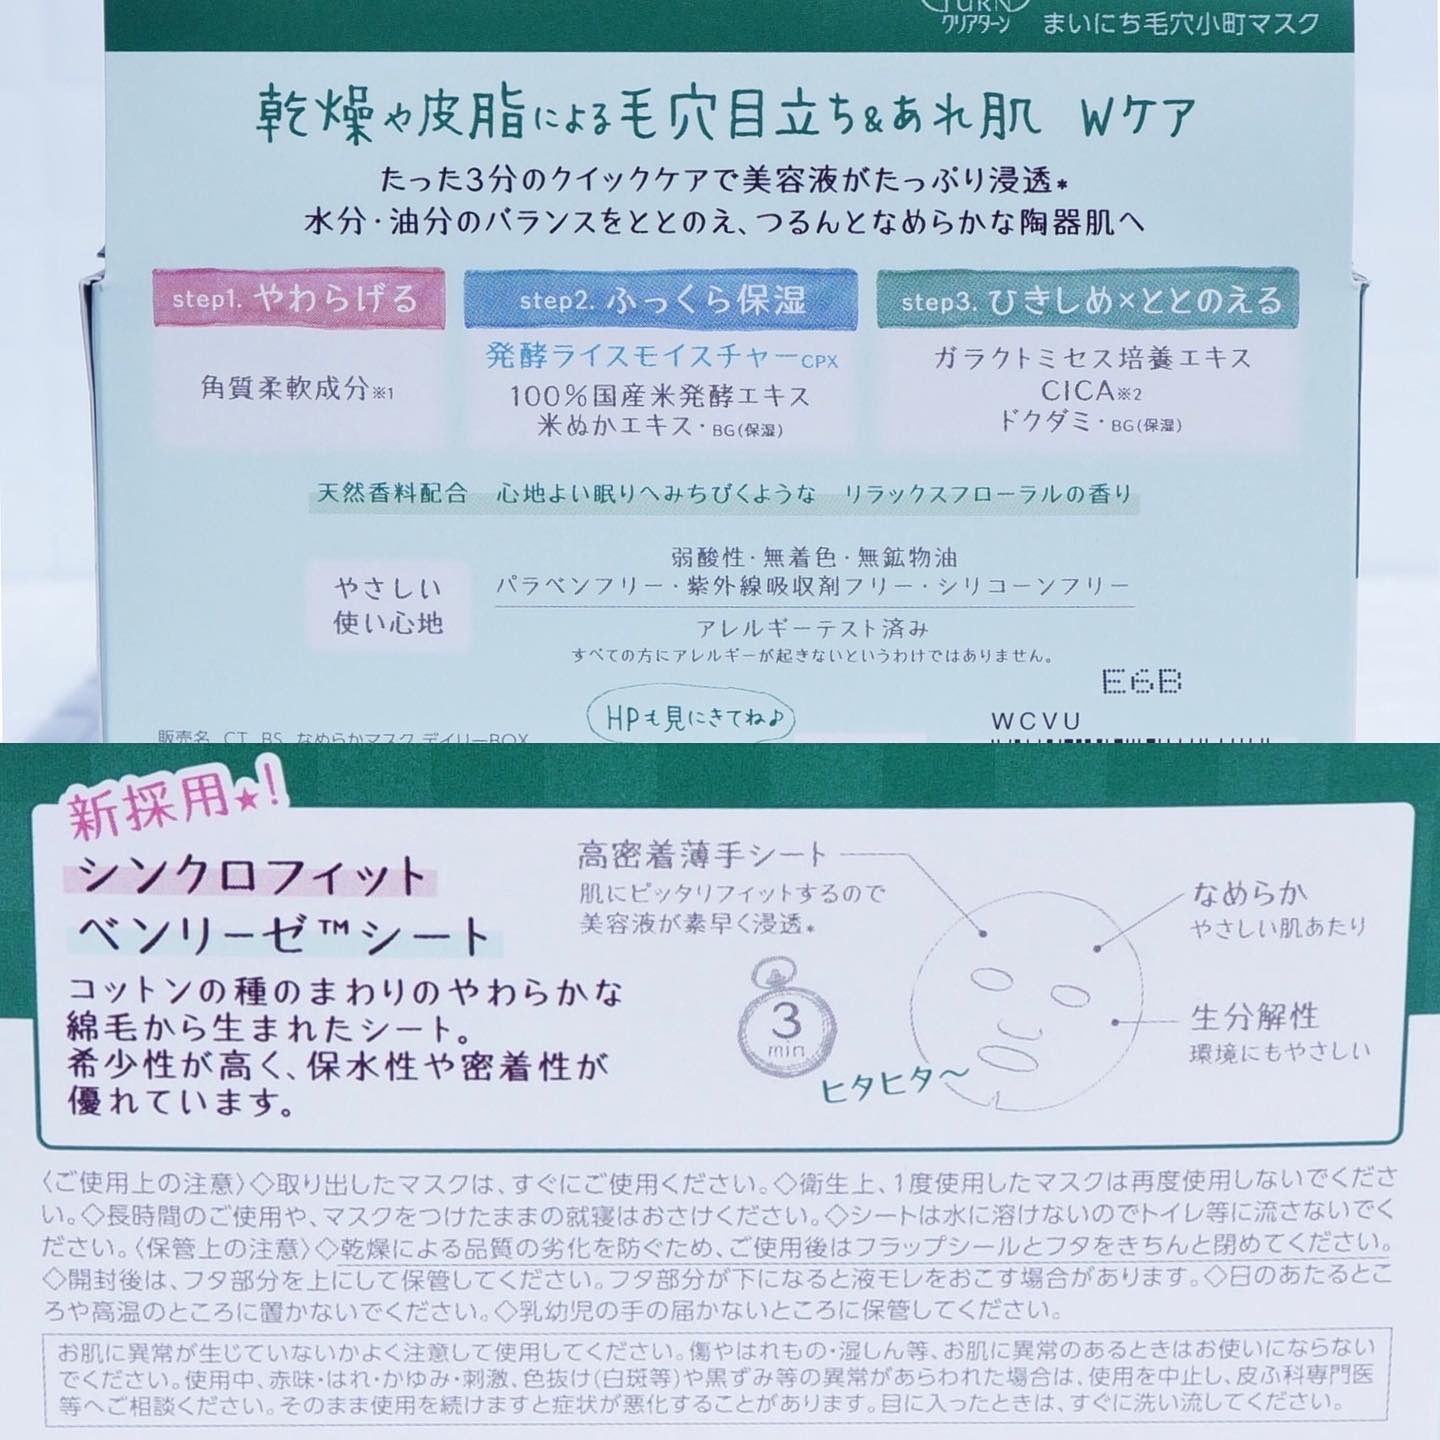 TURN
クリアターン
まいにち毛穴小町マスク
乾燥や皮脂による毛穴目立ち&あれ肌 Wケア
たった3分のクイックケアで美容液がたっぷり浸透*
水分・油分のバランスをととのえ、つるんとなめらかな陶器肌へ
step1. やわらげる
角質柔軟成分※1
step2. ふっくら保湿
発酵ライスモイスチャーCPX
100%国産米発酵エキス
米ぬかエキス・BG(保湿)
step3. ひきしめ×ととのえる
ガラクトミセス培養エキス
CICA※2
ドクダミ・BG(保湿)
天然香料配合 心地よい眠りへみちびくような リラックスフローラルの香り
やさしい
使い心地
弱酸性・無着色・無鉱物油
パラベンフリー・紫外線吸収剤フリー・シリコーンフリー
アレルギーテスト済み
すべての方にアレルギーが起きないというわけではありません。
E6B
HPも見にきてね♪
WCVU
販売名 CT BS なめらかマスク デイリーBOX
新採用★!
シンクロフィット
ベンリーゼ™シート
コットンの種のまわりのやわらかな
綿毛から生まれたシート。
希少性が高く、保水性や密着性が
優れています。
高密着薄手シート
肌にピッタリフィットするので
美容液が素早く浸透*
3
min
ヒタヒタ〜
なめらか
やさしい肌あたり
生分解性
環境にもやさしい
〈ご使用上の注意〉◇取り出したマスクは、すぐにご使用ください。◇衛生上、1度使用したマスクは再度使用しないでくださ
い。◇長時間のご使用や、マスクをつけたままの就寝はおさけください。◇シートは水に溶けないのでトイレ等に流さないでく
ださい。〈保管上の注意〉◇乾燥による品質の劣化を防ぐため、ご使用後はフラップシールとフタをきちんと閉めてください。
◇開封後は、フタ部分を上にして保管してください。フタ部分が下になると液モレをおこす場合があります。◇日のあたるとこ
ろや高温のところに置かないでください。◇乳幼児の手の届かないところに保管してください。
お肌に異常が生じていないかよく注意して使用してください。傷やはれもの・湿しん等、お肌に異常のあるときはお使いにならない
でください。使用中、赤味・はれ・かゆみ・刺激、色抜け(白斑等)や黒ずみ等の異常があらわれた場合は、使用を中止し、皮ふ科専門医
等へご相談ください。そのまま使用を続けますと症状が悪化することがあります。目に入ったときは、すぐに洗い流してください。